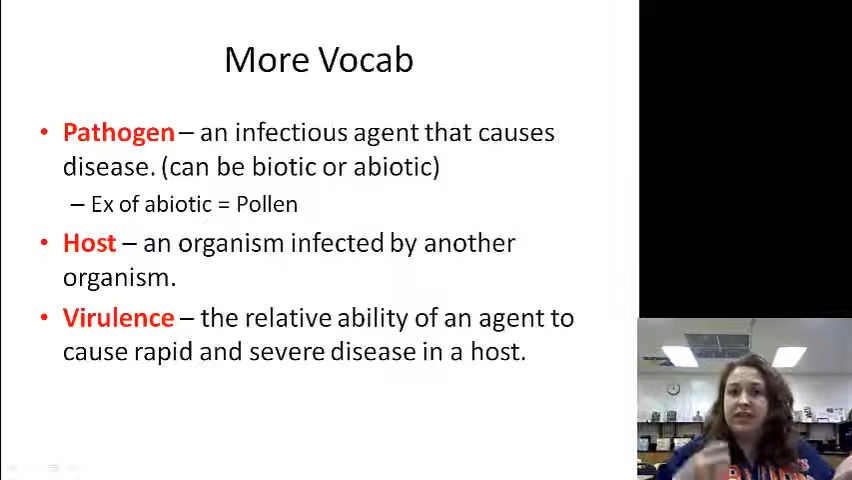 More Vocab
• Pathogen – an infectious agent that causes
disease. (can be biotic or abiotic)
– Ex of abiotic = Pollen
• Host – an organism infected by another
organism.
• Virulence – the relative ability of an agent to
cause rapid and severe disease in a host.